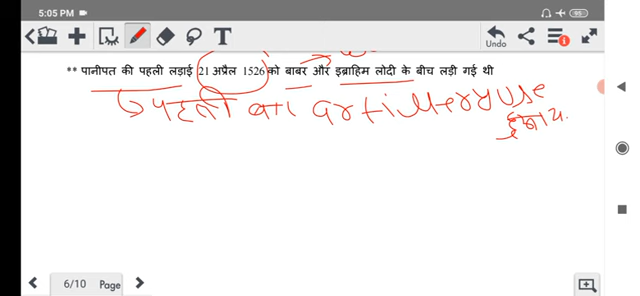 5:05 PM
95
Undo
** पानीपत की पहली लड़ाई 21 अप्रैल 1526 को बाबर और इब्राहिम लोदी के बीच लड़ी गई थी
पहली बार artillery use
6/10 Page